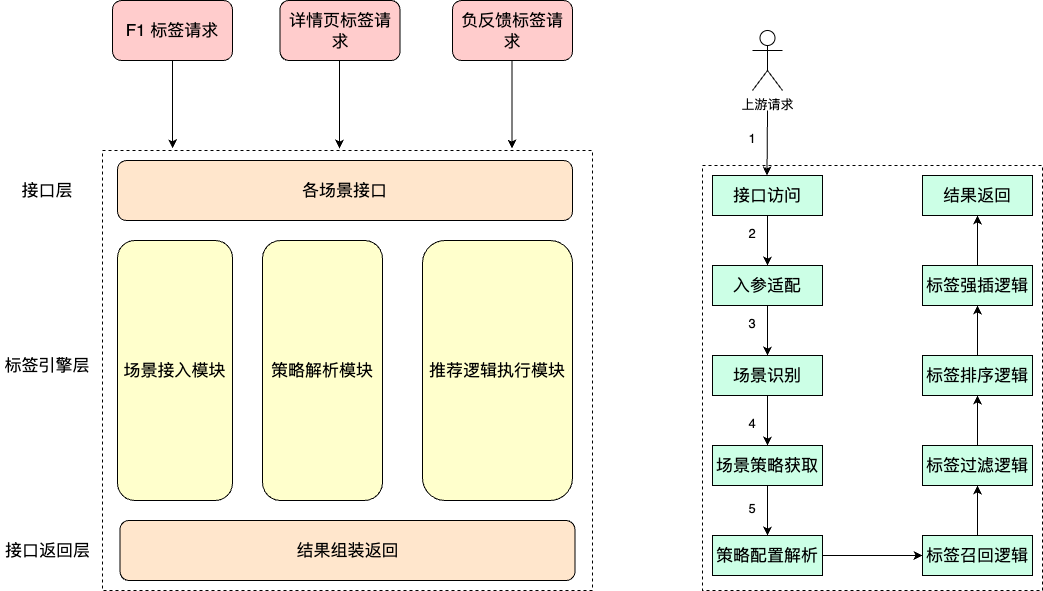 F1 标签请求
详情页标签请
求
负反馈标签请
求
接口层
各场景接口
标签引擎层
场景接入模块
策略解析模块
推荐逻辑执行模块
接口返回层
结果组装返回
上游请求
1
接口访问
2
入参适配
3
场景识别
4
场景策略获取
5
策略配置解析
标签召回逻辑
标签过滤逻辑
标签排序逻辑
标签强插逻辑
结果返回